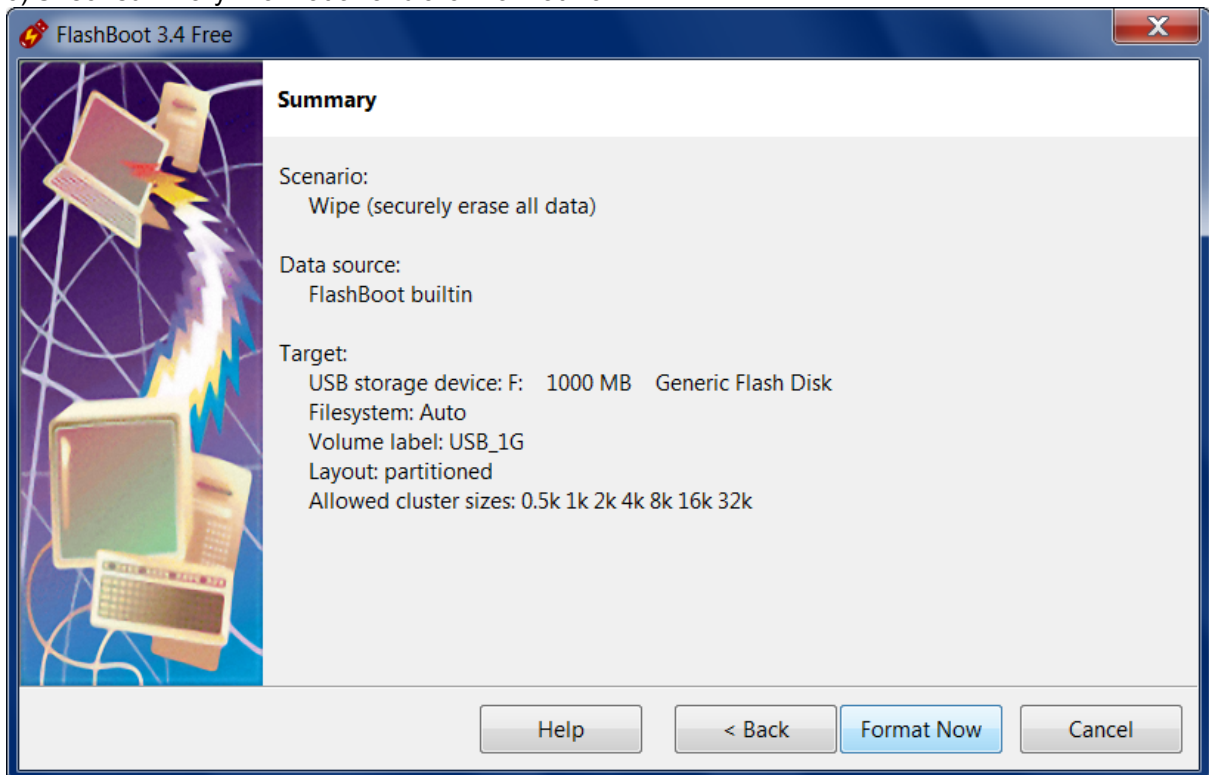 FlashBoot 3.4 Free
Summary
Scenario:
Wipe (securely erase all data)
Data source:
FlashBoot builtin
Target:
USB storage device: F: 1000 MB Generic Flash Disk
Filesystem: Auto
Volume label: USB_1G
Layout: partitioned
Allowed cluster sizes: 0.5k 1k 2k 4k 8k 16k 32k
Help
< Back
Format Now
Cancel